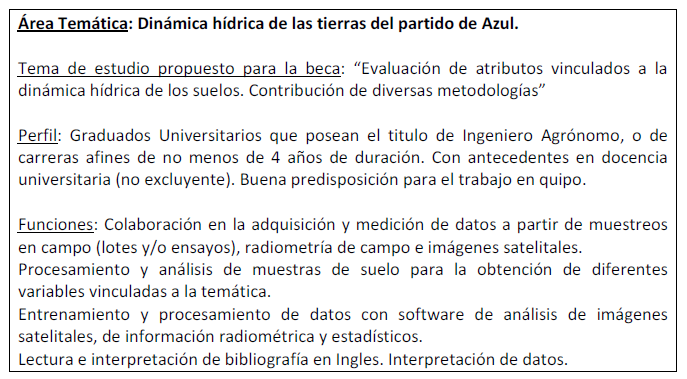 Área Temática: Dinámica hídrica de las tierras del partido de Azul.
Tema de estudio propuesto para la beca: “Evaluación de atributos vinculados a la
dinámica hídrica de los suelos. Contribución de diversas metodologías”
Perfil: Graduados Universitarios que posean el titulo de Ingeniero Agrónomo, o de
carreras afines de no menos de 4 años de duración. Con antecedentes en docencia
universitaria (no excluyente). Buena predisposición para el trabajo en quipo.
Funciones: Colaboración en la adquisición y medición de datos a partir de muestreos
en campo (lotes y/o ensayos), radiometría de campo e imágenes satelitales.
Procesamiento y análisis de muestras de suelo para la obtención de diferentes
variables vinculadas a la temática.
Entrenamiento y procesamiento de datos con software de análisis de imágenes
satelitales, de información radiométrica y estadísticos.
Lectura e interpretación de bibliografía en Ingles. Interpretación de datos.